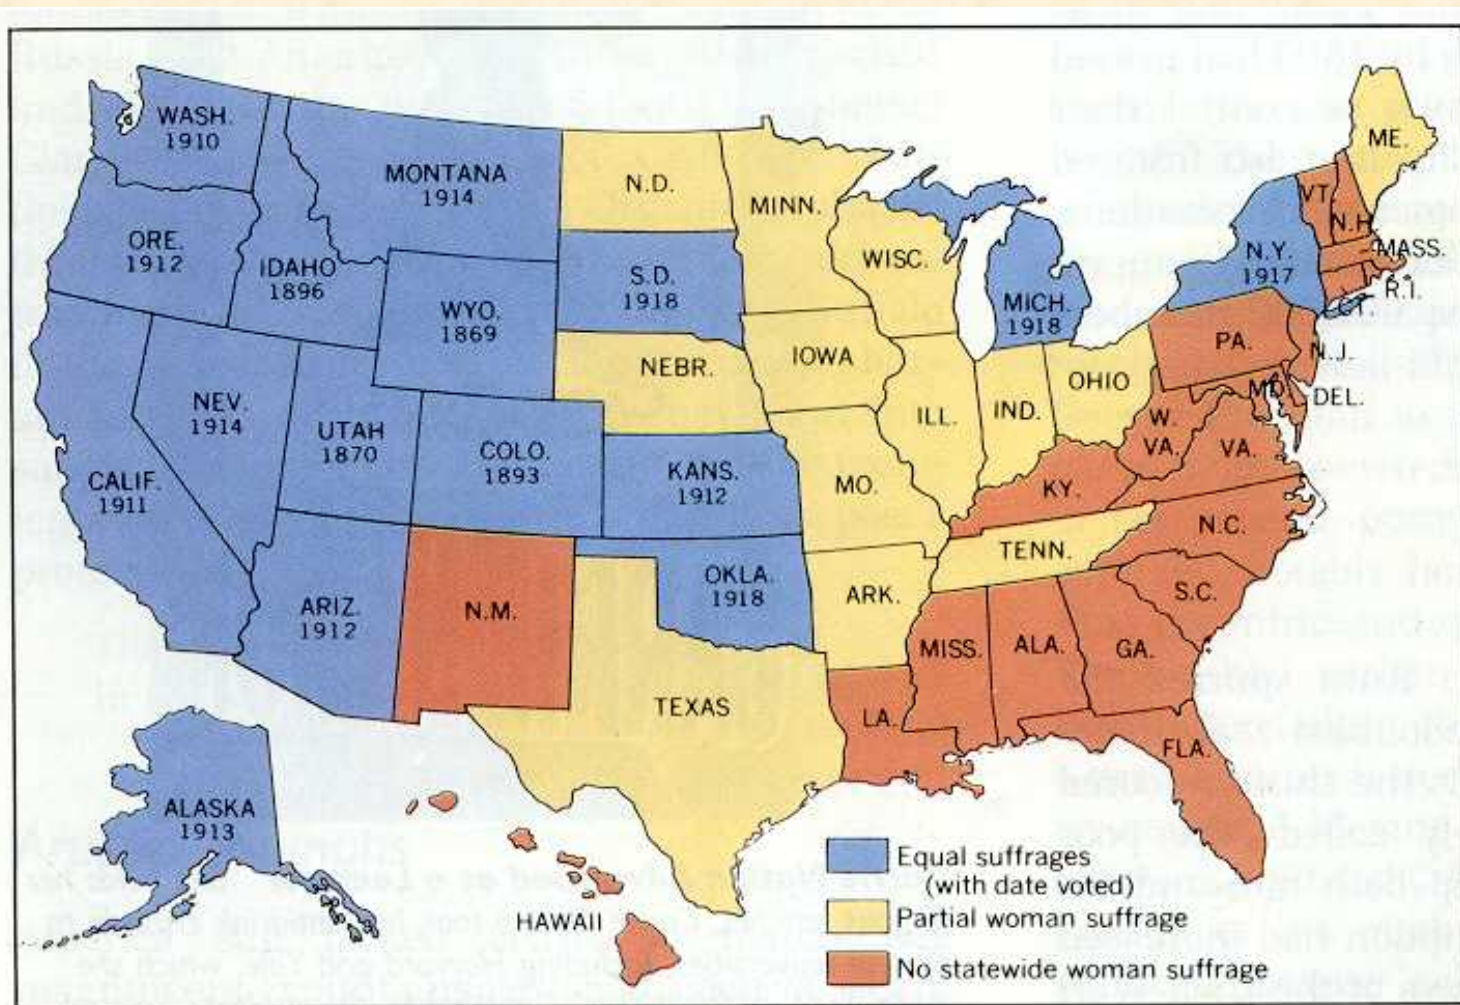 WASH.
1910
MONTANA
1914
N.D.
MINN.
ME.
VT.
N.H.
ORE.
1912
IDAHO
1896
WYO.
1869
S.D.
1918
WISC.
MICH.
1918
N.Y.
1917
MASS.
R.I.
NEBR.
IOWA
PA.
N.J.
NEV.
1914
UTAH
1870
COLO.
1893
KANS.
1912
ILL.
IND.
OHIO
MD.
DEL.
W.
VA.
VA.
CALIF.
1911
MO.
KY.
ARIZ.
1912
N.M.
OKLA.
1918
ARK.
TENN.
N.C.
S.C.
TEXAS
LA.
MISS.
ALA.
GA.
FLA.
ALASKA
1913
HAWAII
Equal suffrages
(with date voted)
Partial woman suffrage
No statewide woman suffrage